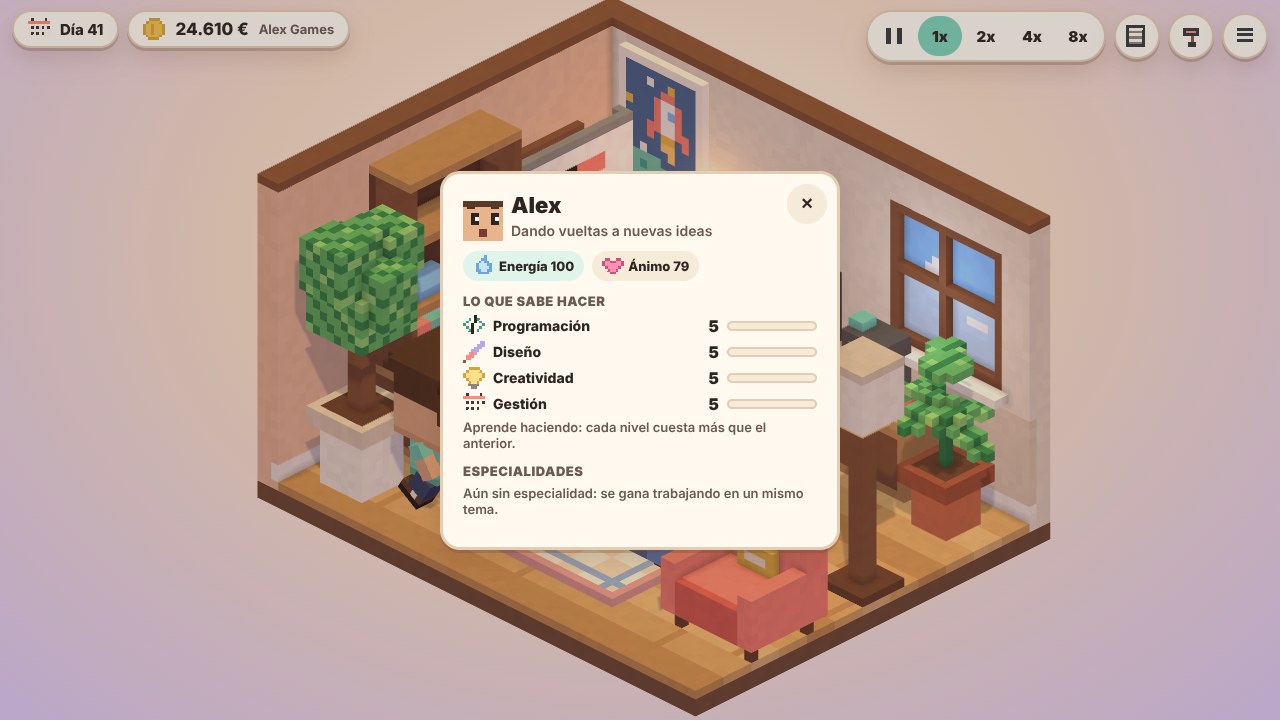 Día 41
24.610 € Alex Games
1x 2x 4x 8x
Alex
Dando vueltas a nuevas ideas
Energía 100 Ánimo 79
LO QUE SABE HACER
Programación 5
Diseño 5
Creatividad 5
Gestión 5
Aprende haciendo: cada nivel cuesta más que el
anterior.
ESPECIALIDADES
Aún sin especialidad: se gana trabajando en un mismo
tema.